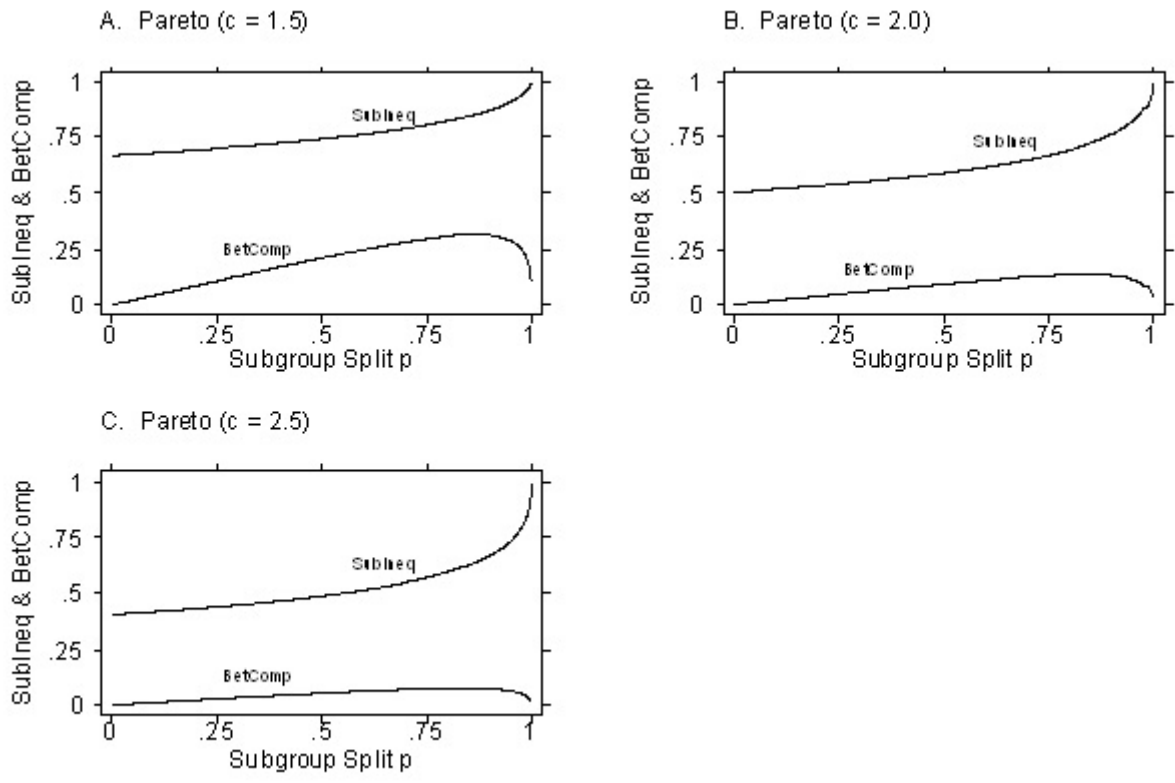 A. Pareto (c = 1.5)
SubIneq & BetComp
1
.75
.5
.25
0
SubIneq
BetComp
0 .25 .5 .75 1
Subgroup Split p
B. Pareto (c = 2.0)
SubIneq & BetComp
1
.75
.5
.25
0
SubIneq
BetComp
0 .25 .5 .75 1
Subgroup Split p
C. Pareto (c = 2.5)
SubIneq & BetComp
1
.75
.5
.25
0
SubIneq
BetComp
0 .25 .5 .75 1
Subgroup Split p